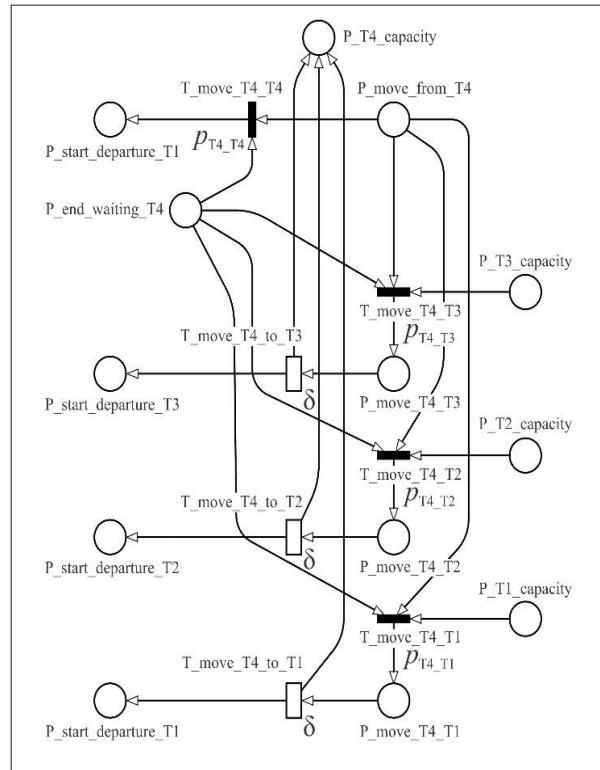 P_T4_capacity
T_move_T4_T4
P_move_from_T4
P_start_departure_T1
pT4_T4
P_end_waiting_T4
P_T3_capacity
T_move_T4_T3
T_move_T4_to_T3
pT4_T3
P_start_departure_T3
δ
P_move_T4_T3
P_T2_capacity
T_move_T4_T2
T_move_T4_to_T2
pT4_T2
P_start_departure_T2
δ
P_move_T4_T2
P_T1_capacity
T_move_T4_T1
T_move_T4_to_T1
pT4_T1
P_start_departure_T1
δ
P_move_T4_T1